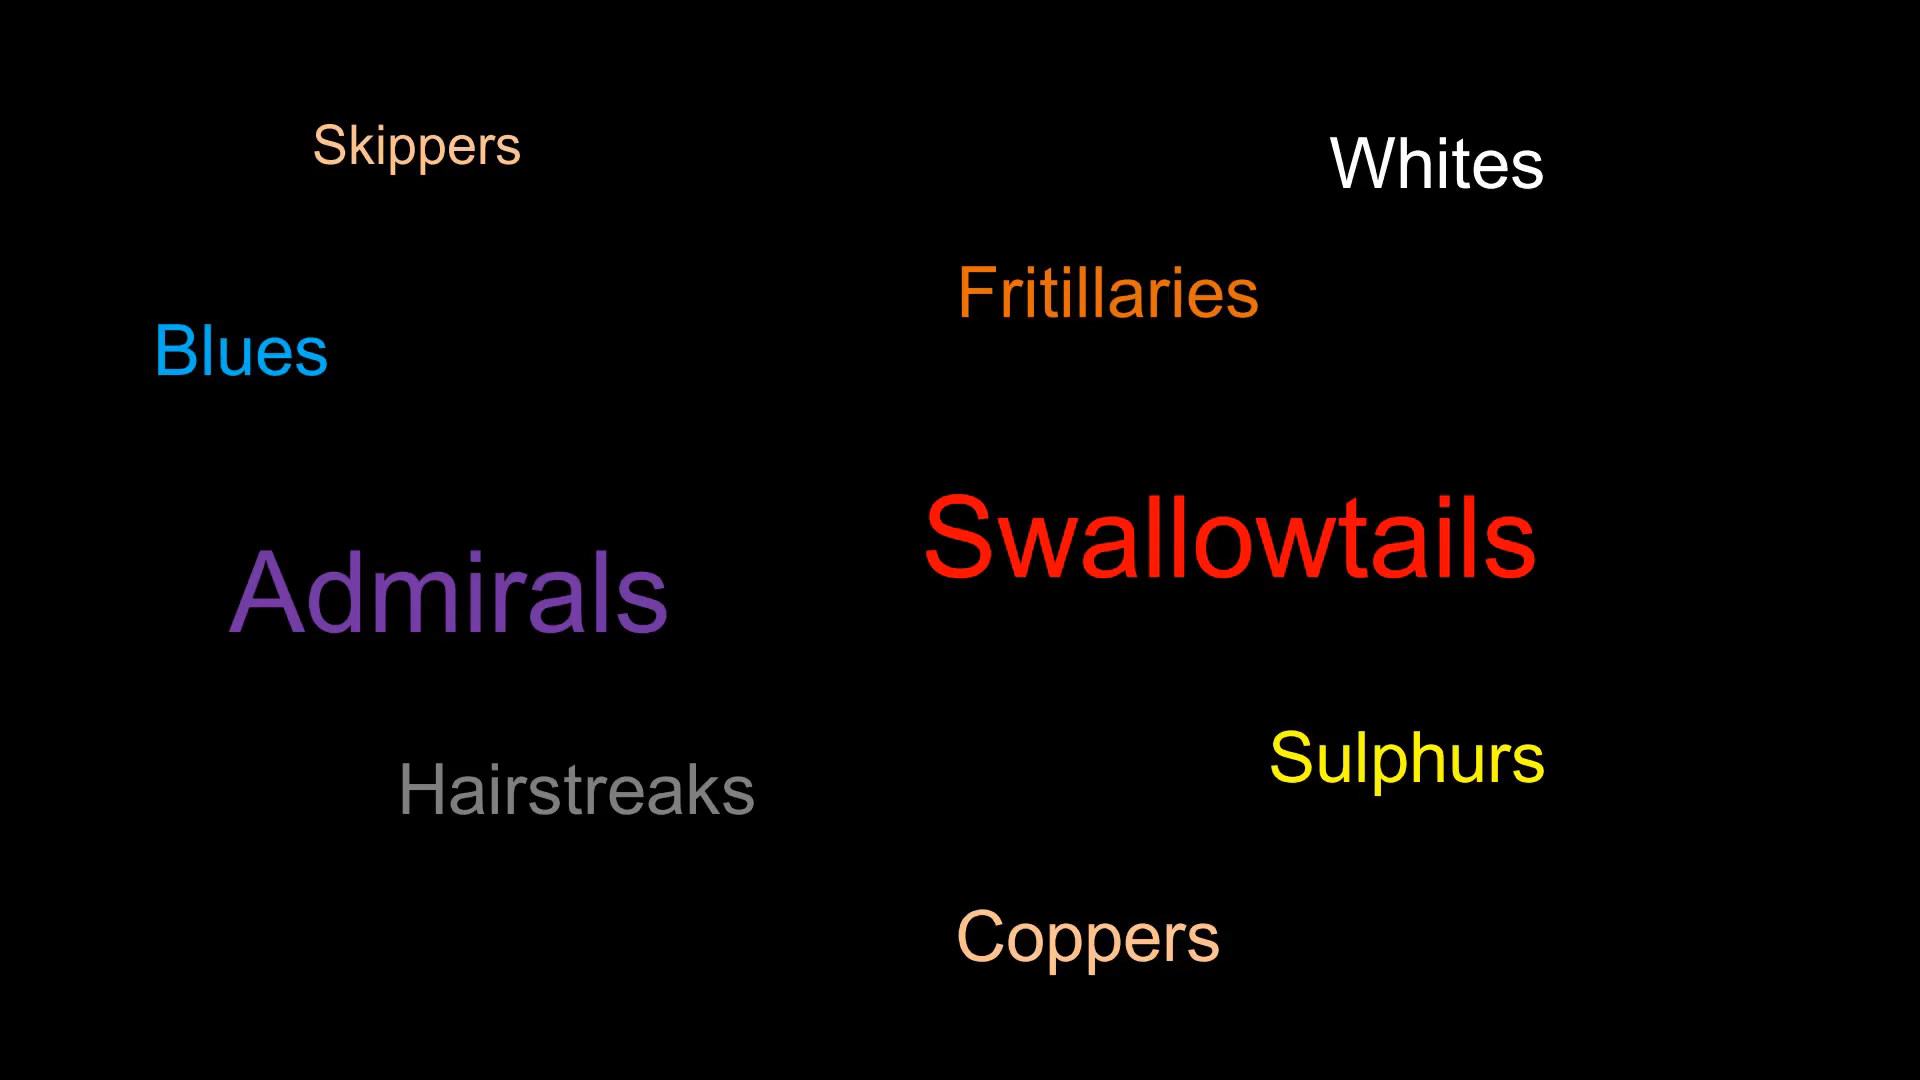 Skippers
Whites
Fritillaries
Blues
Swallowtails
Admirals
Sulphurs
Hairstreaks
Coppers